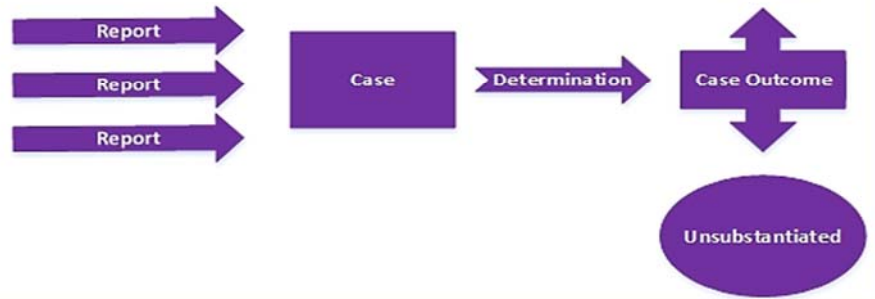 Report
Report
Report
Case
Determination
Case Outcome
Unsubstantiated